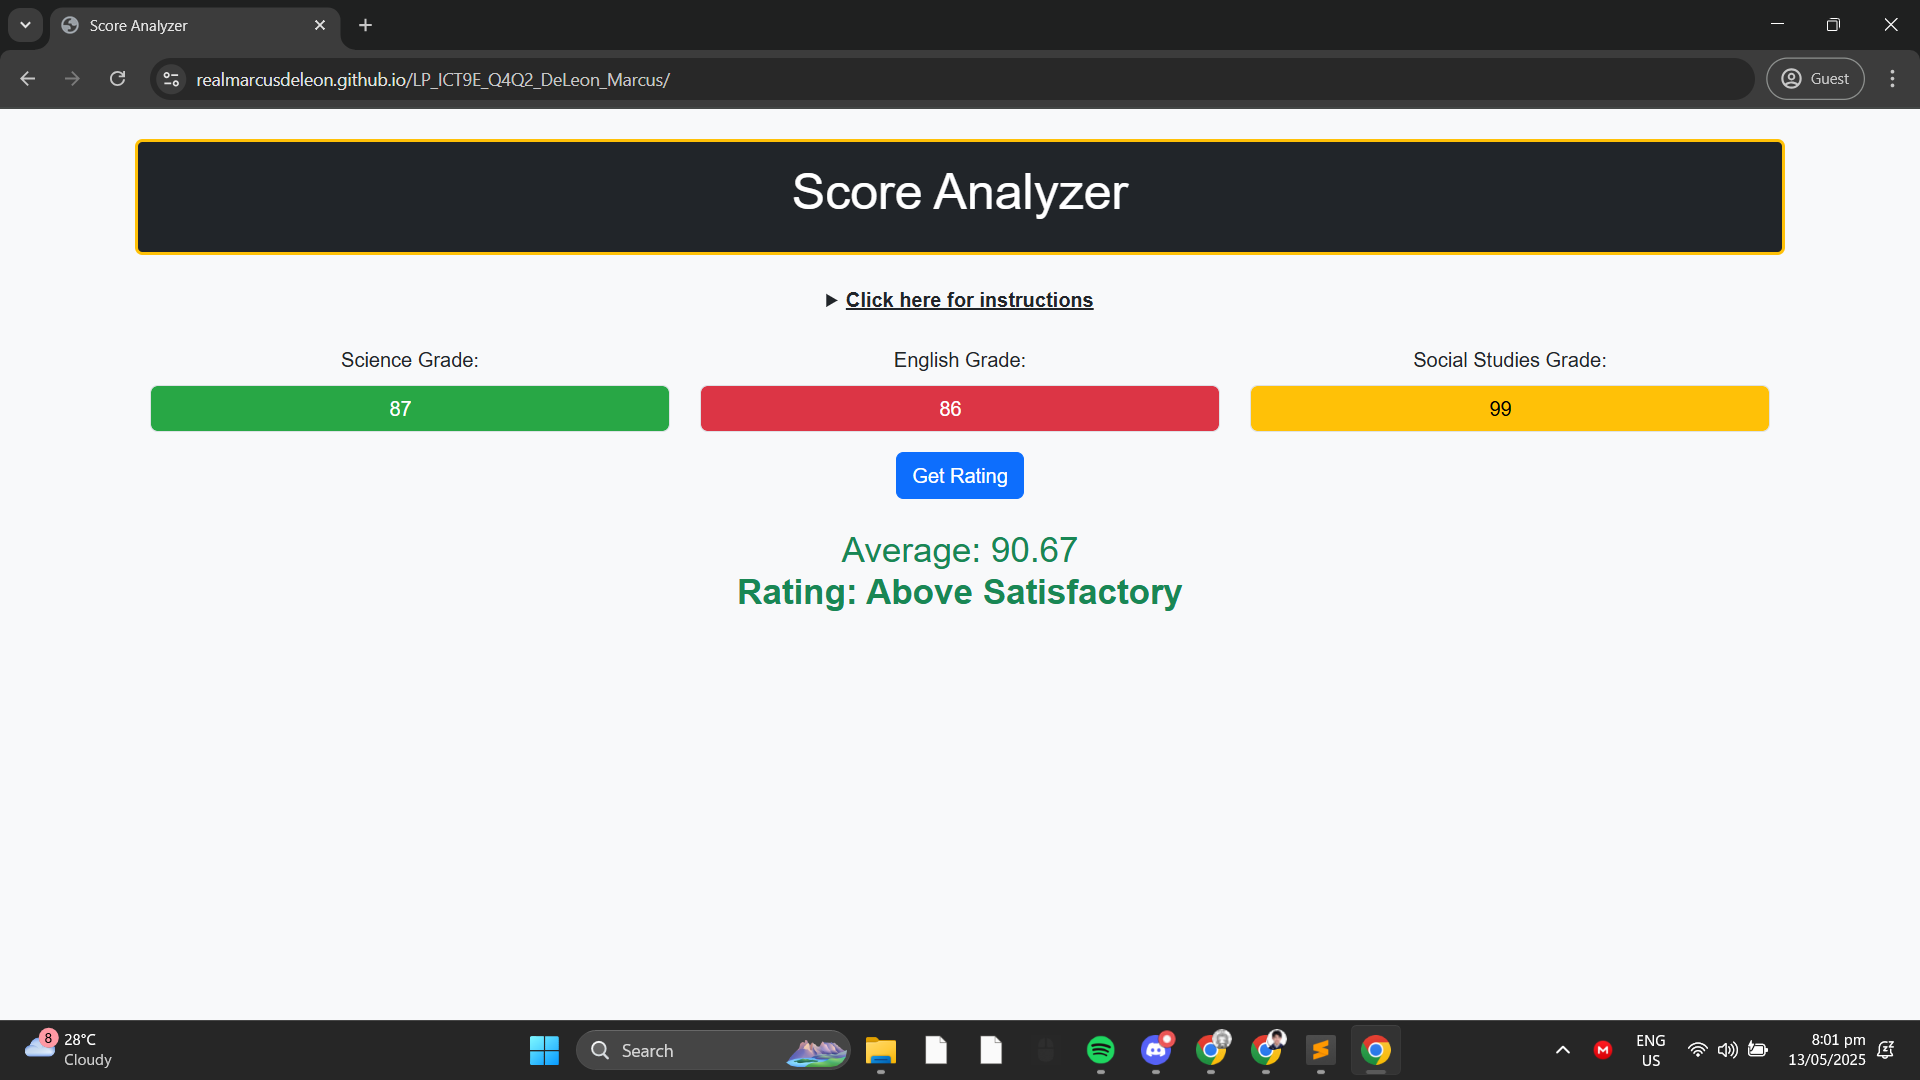 Score Analyzer
realmarcusdeleon.github.io/LP_ICT9E_Q4Q2_DeLeon_Marcus/
Guest
Score Analyzer
Click here for instructions
Science Grade:
English Grade:
Social Studies Grade:
87
86
99
Get Rating
Average: 90.67
Rating: Above Satisfactory
8
28°C
Cloudy
Search
M
ENG
US
8:01 pm
13/05/2025